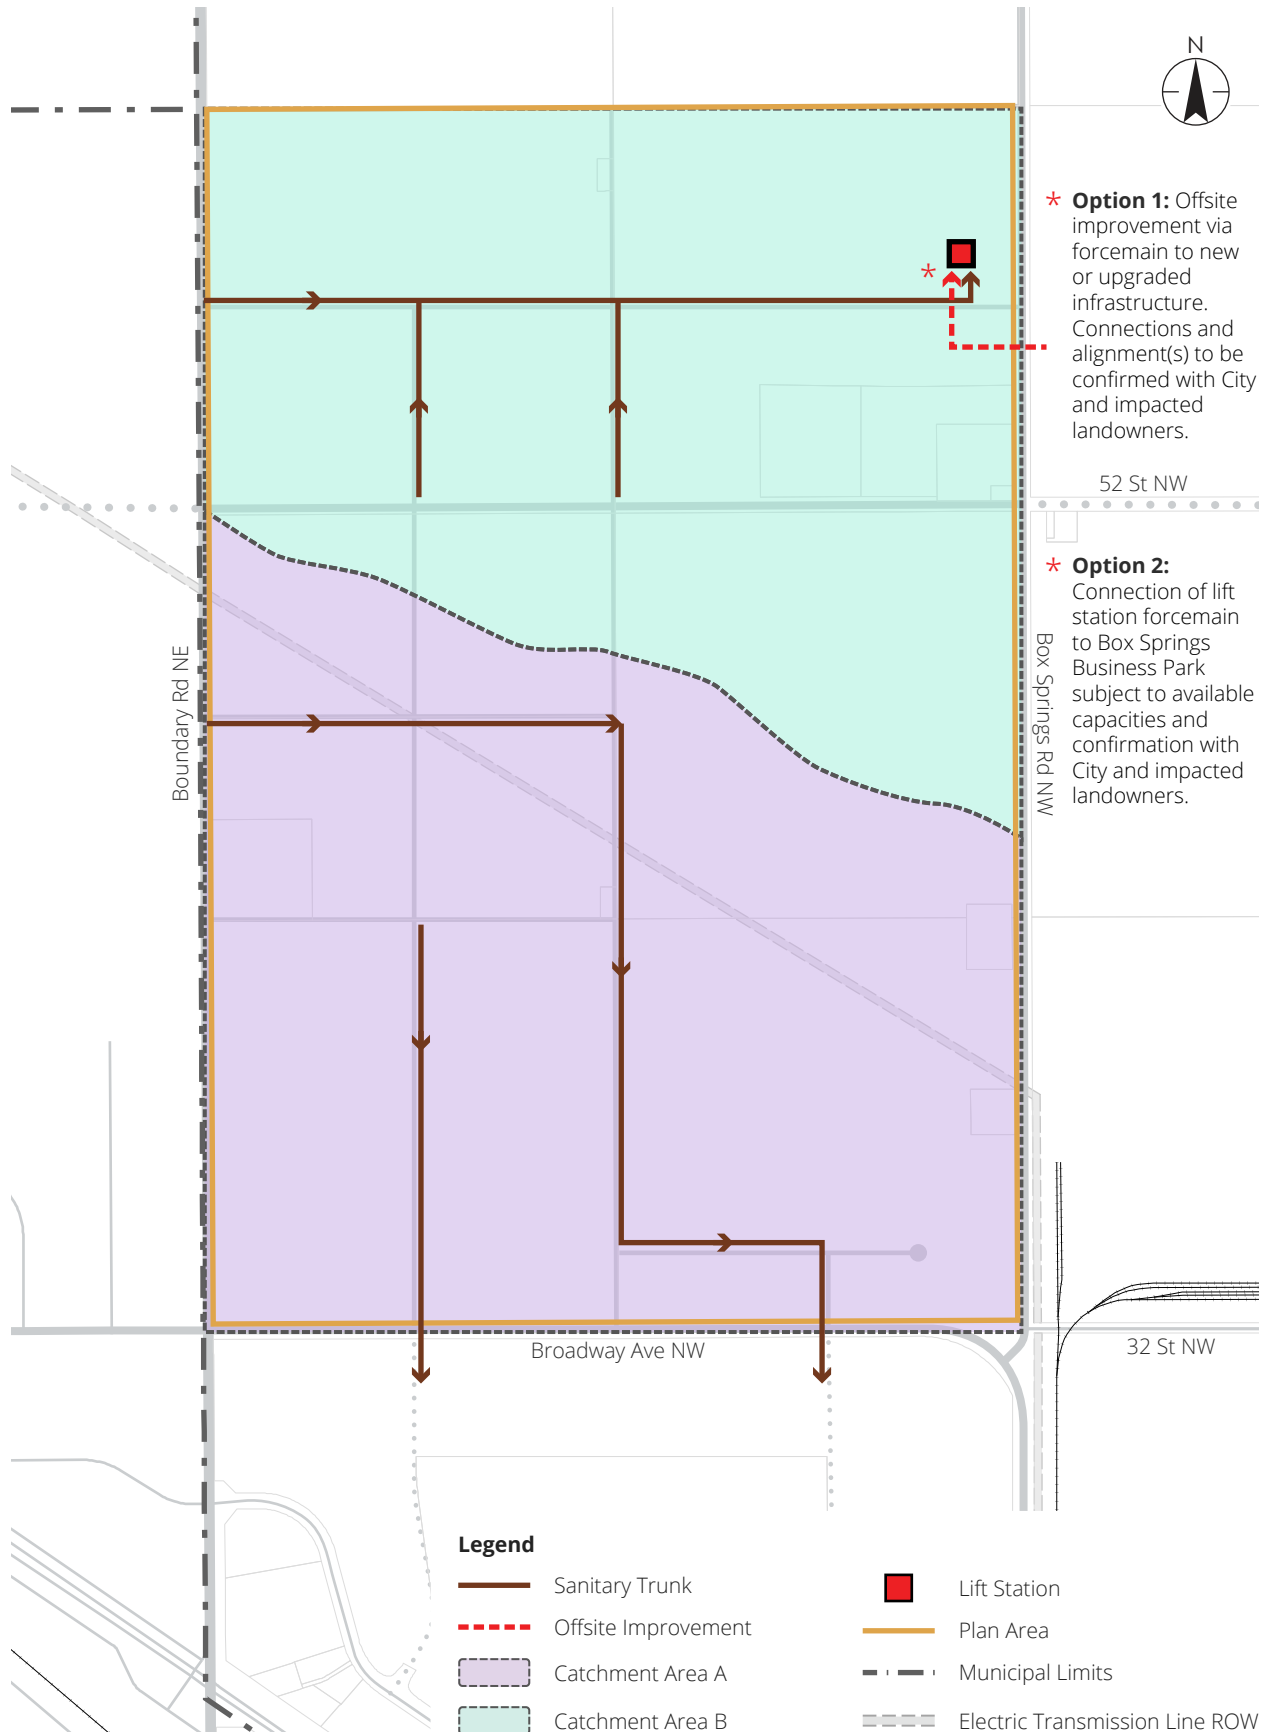 N
* Option 1: Offsite
improvement via
forcemain to new
or upgraded
infrastructure.
Connections and
alignment(s) to be
confirmed with City
and impacted
landowners.
*
52 St NW
* Option 2:
Connection of lift
station forcemain
to Box Springs
Business Park
subject to available
capacities and
confirmation with
City and impacted
landowners.
Boundary Rd NE
Box Springs Rd NW
Broadway Ave NW
32 St NW
Legend
Sanitary Trunk
Offsite Improvement
Catchment Area A
Catchment Area B
Lift Station
Plan Area
Municipal Limits
Electric Transmission Line ROW